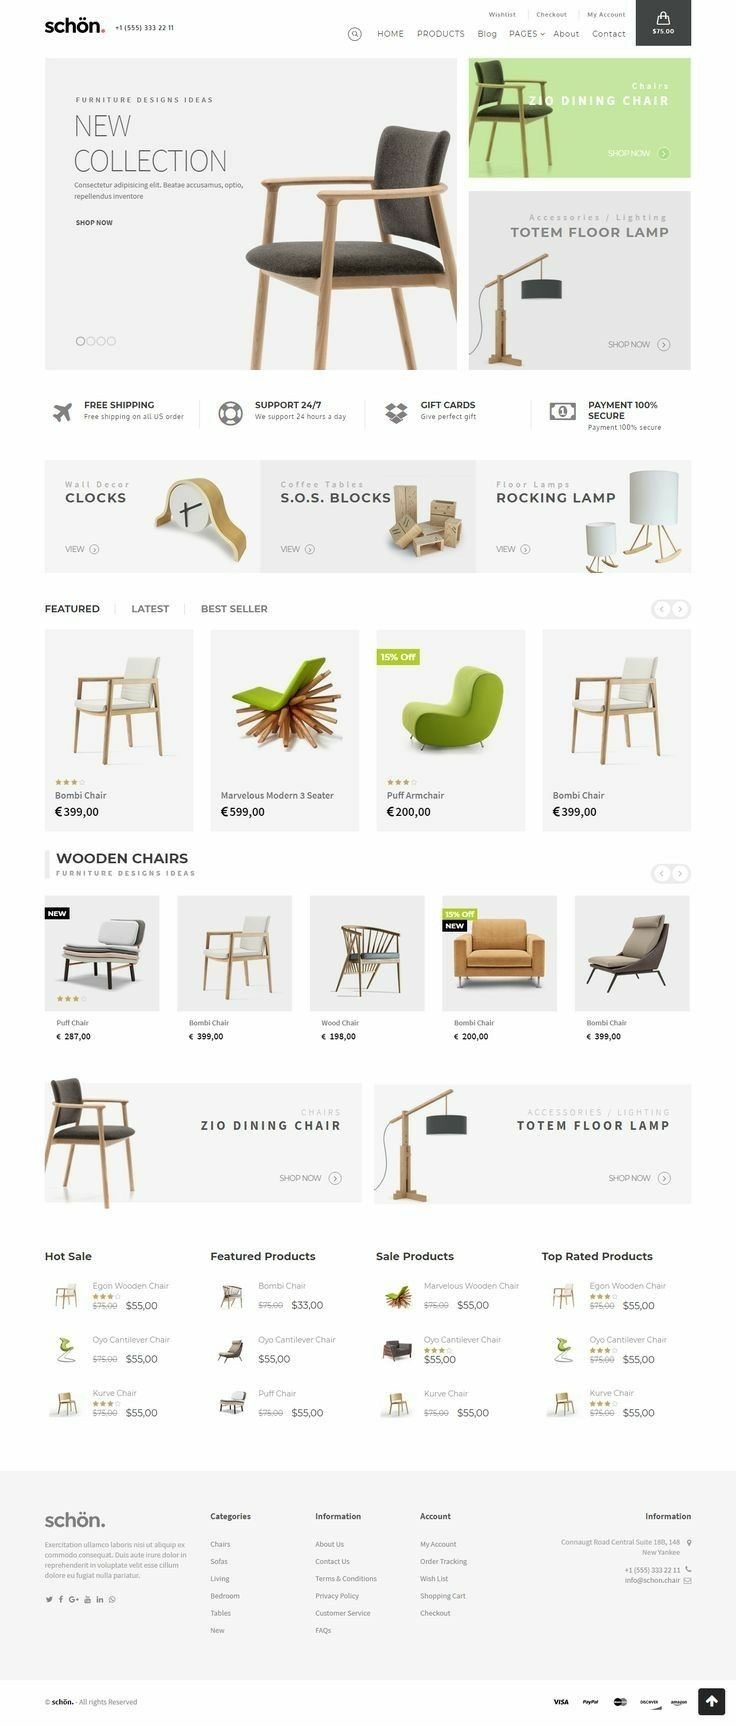 schön.
+1 (555) 333 22 11
Wishlist
Checkout
My Account
HOME
PRODUCTS
Blog
PAGES
About
Contact
$75.00
FURNITURE DESIGNS IDEAS
NEW
COLLECTION
Consectetur adipisicing elit. Beatae accusamus, optio,
repellendus inventore
SHOP NOW
Chairs
ZIO DINING CHAIR
SHOP NOW
Accessories / Lighting
TOTEM FLOOR LAMP
SHOP NOW
FREE SHIPPING
Free shipping on all US order
SUPPORT 24/7
We support 24 hours a day
GIFT CARDS
Give perfect gift
PAYMENT 100%
SECURE
Payment 100% secure
Wall Decor
CLOCKS
VIEW
Coffee Tables
S.O.S. BLOCKS
VIEW
Floor Lamps
ROCKING LAMP
VIEW
FEATURED
LATEST
BEST SELLER
Bombi Chair
€399,00
Marvelous Modern 3 Seater
€599,00
15% Off
Puff Armchair
€200,00
Bombi Chair
€399,00
WOODEN CHAIRS
FURNITURE DESIGNS IDEAS
NEW
Puff Chair
€ 287,00
Bombi Chair
€ 399,00
Wood Chair
€ 198,00
15% Off
NEW
Bombi Chair
€ 200,00
Bombi Chair
€ 399,00
CHAIRS
ZIO DINING CHAIR
SHOP NOW
ACCESSORIES / LIGHTING
TOTEM FLOOR LAMP
SHOP NOW
Hot Sale
Egon Wooden Chair
$75,00 $55,00
Oyo Cantilever Chair
$75,00 $55,00
Kurve Chair
$75,00 $55,00
Featured Products
Bombi Chair
$75,00 $33,00
Oyo Cantilever Chair
$55,00
Puff Chair
$75,00 $55,00
Sale Products
Marvelous Wooden Chair
$75,00 $55,00
Oyo Cantilever Chair
$55,00
Kurve Chair
$75,00 $55,00
Top Rated Products
Egon Wooden Chair
$75,00 $55,00
Oyo Cantilever Chair
$75,00 $55,00
Kurve Chair
$75,00 $55,00
schön.
Exercitation ullamco laboris nisi ut aliquip ex
commodo consequat. Duis aute irure dolor in
reprehenderit in voluptate velit esse cillum
dolore eu fugiat nulla pariatur.
Categories
Chairs
Sofas
Living
Bedroom
Tables
New
Information
About Us
Contact Us
Terms & Conditions
Privacy Policy
Customer Service
FAQs
Account
My Account
Order Tracking
Wish List
Shopping Cart
Checkout
Information
Connaugt Road Central Suite 18B, 148
New Yankee
+1 (555) 333 22 11
info@schon.chair
© schön. - All rights Reserved
VISA
PayPal
DISCOVER
amazon